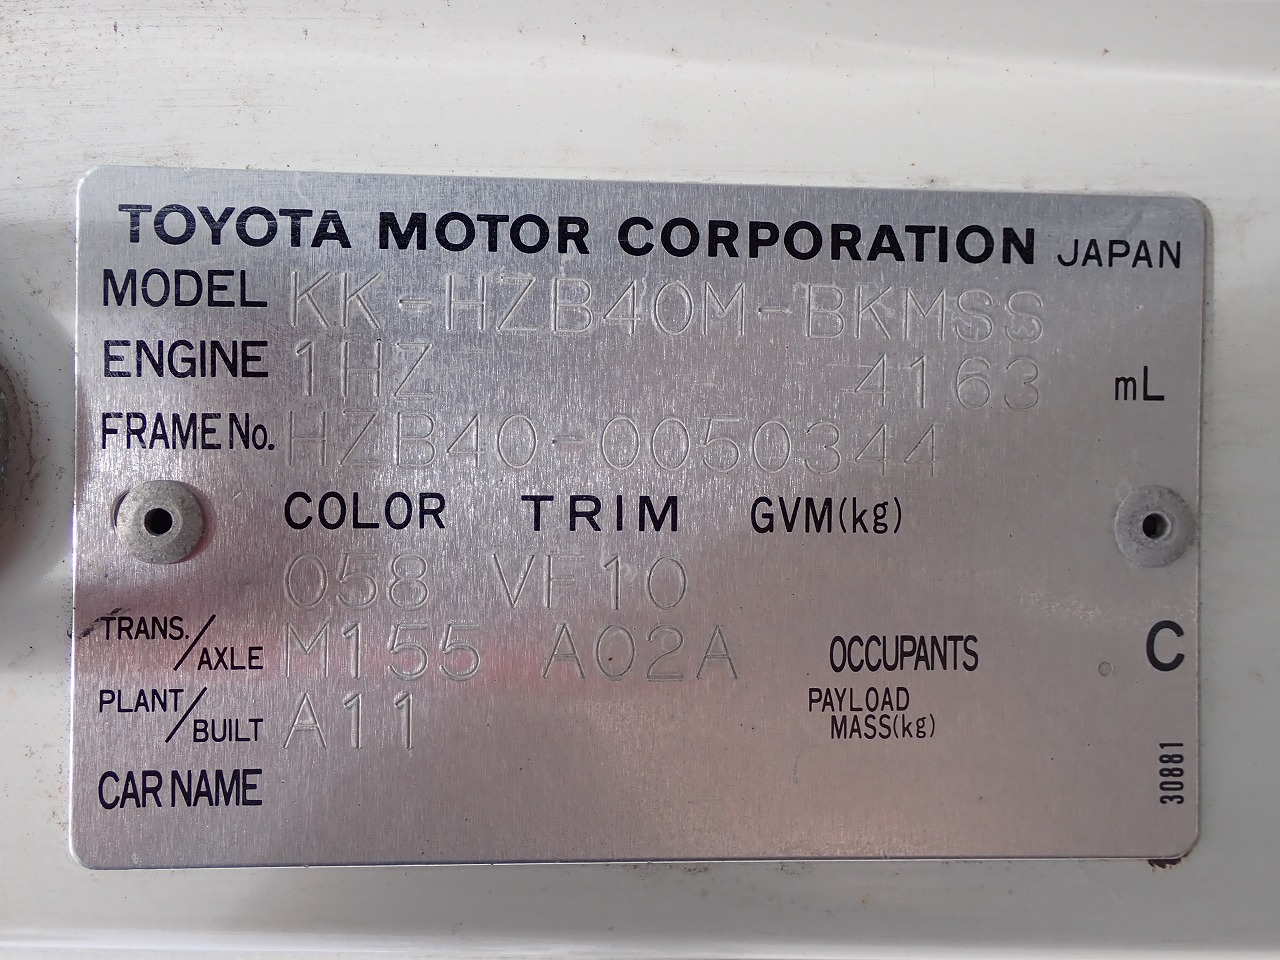 TOYOTA MOTOR CORPORATION JAPAN
MODEL KK-HZB40M-BKMSS
ENGINE 1HZ 4163 mL
FRAME No. HZB40-0050344
COLOR TRIM GVM(kg)
058 VF10
TRANS./AXLE M155 A02A OCCUPANTS C
PLANT/BUILT A11 PAYLOAD MASS(kg)
CAR NAME
30881